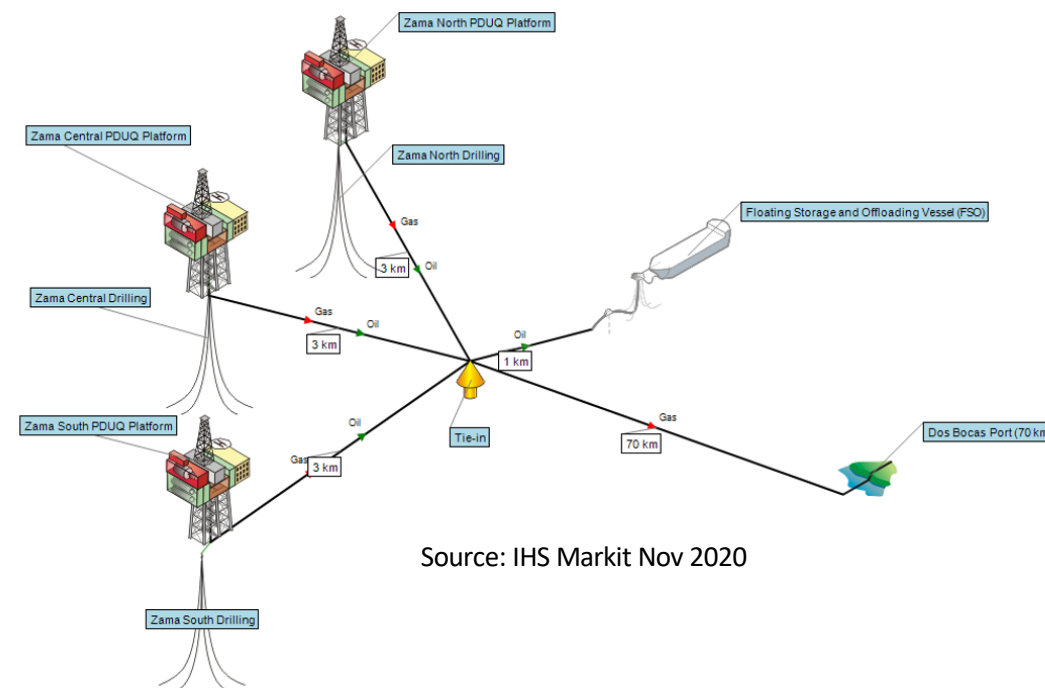 Zama North PDUQ Platform
Zama Central PDUQ Platform
Zama North Drilling
Floating Storage and Offloading Vessel (FSO)
Gas
3 km
Oil
Zama Central Drilling
Gas
Oil
3 km
Oil
1 km
Zama South PDUQ Platform
Oil
Gas
3 km
Tie-in
Gas
70 km
Dos Bocas Port (70 km
Source: IHS Markit Nov 2020
Zama South Drilling